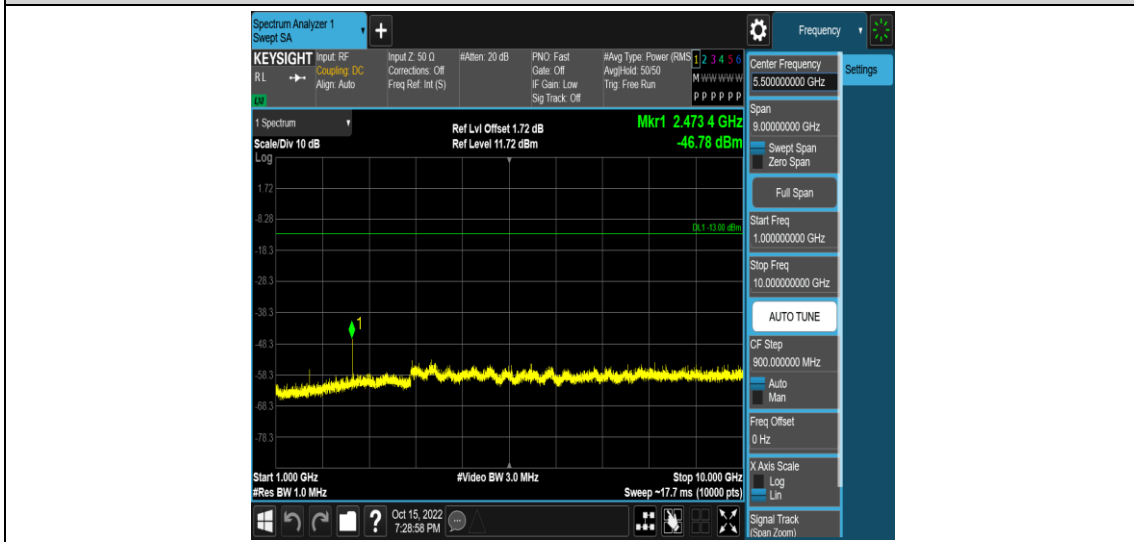 Spectrum Analyzer 1
Swept SA
+
Frequency
KEYSIGHT
RL
Input: RF
Coupling: DC
Align: Auto
Input Z: 50 Ω
Corrections: Off
Freq Ref: Int (S)
#Atten: 20 dB
PNO: Fast
Gate: Off
IF Gain: Low
Sig Track: Off
#Avg Type: Power (RMS
Avg|Hold: 50/50
Trig: Free Run
1 2 3 4 5 6
M W W W W W
P P P P P P
Center Frequency
5.50000000 GHz
Settings
Span
9.00000000 GHz
Swept Span
Zero Span
Full Span
Start Freq
1.000000000 GHz
Stop Freq
10.000000000 GHz
AUTO TUNE
CF Step
900.000000 MHz
Auto
Man
Freq Offset
0 Hz
X Axis Scale
Log
Lin
Signal Track
(Span Zoom)
1 Spectrum
Scale/Div 10 dB
Log
Ref Lvl Offset 1.72 dB
Ref Level 11.72 dBm
Mkr1 2.473 4 GHz
-46.78 dBm
1.72
-8.28
DL1 -13.00 dBm
-18.3
-28.3
-38.3
1
-48.3
-58.3
-68.3
-78.3
Start 1.000 GHz
#Res BW 1.0 MHz
#Video BW 3.0 MHz
Stop 10.000 GHz
Sweep ~17.7 ms (10000 pts)
?
Oct 15, 2022
7:28:58 PM